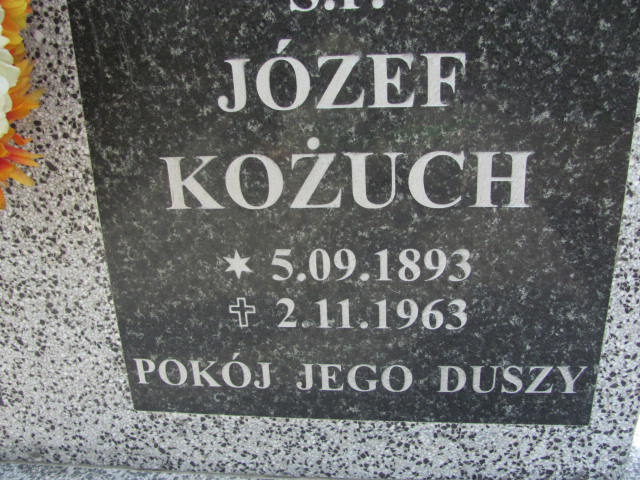 Ś.P.
JÓZEF
KOŻUCH
5.09.1893
2.11.1963
POKÓJ JEGO DUSZY